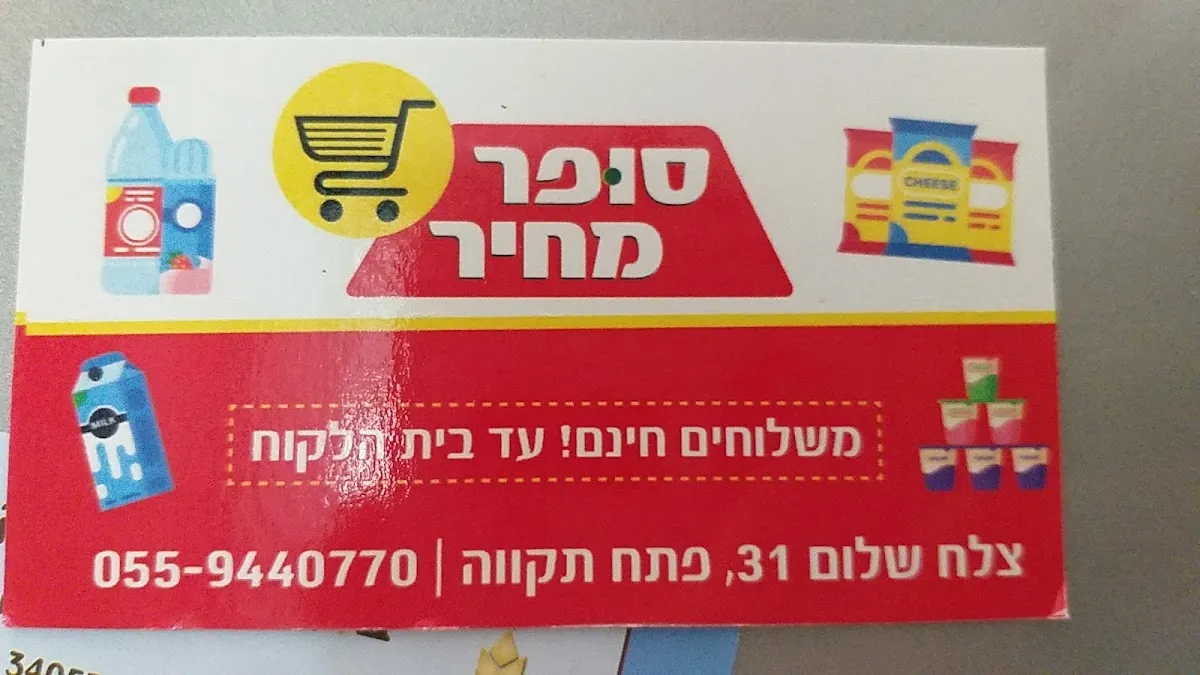 סופר
מחיר
CHEESE
MILK
משלוחים חינם! עד בית הלקוח
צלח שלום 31, פתח תקווה | 055-9440770